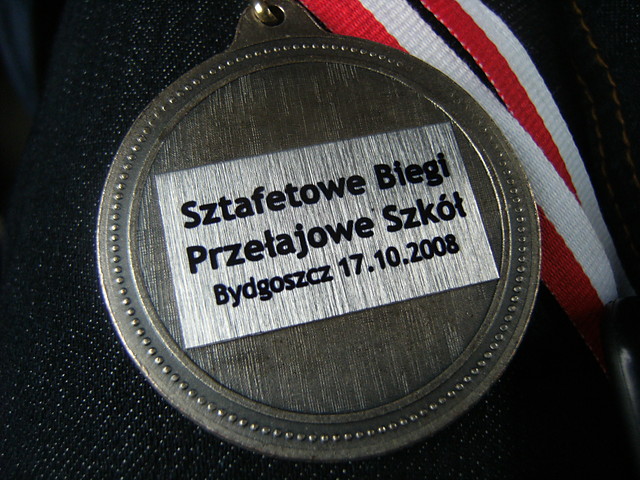 Sztafetowe Biegi
Przełajowe Szkół
Bydgoszcz 17.10.2008